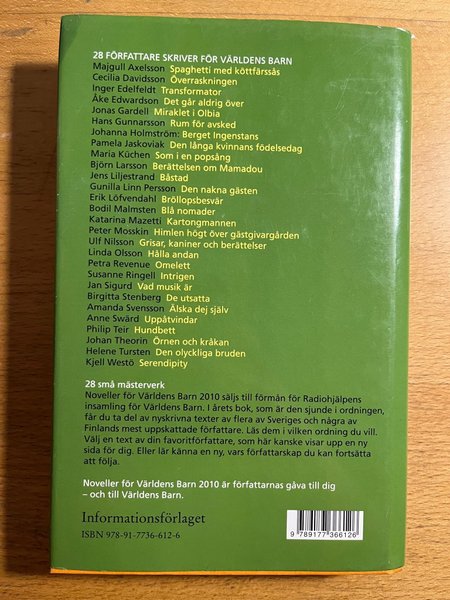 28 FÖRFATTARE SKRIVER FÖR VÄRLDENS BARN
Majgull Axelsson Spaghetti med köttfärssås
Cecilia Davidsson Överraskningen
Inger Edelfeldt Transformator
Åke Edwardson Det går aldrig över
Jonas Gardell Miraklet i Olbia
Hans Gunnarsson Rum för avsked
Johanna Holmström: Berget Ingenstans
Pamela Jaskoviak Den långa kvinnans födelsedag
Maria Küchen Som i en popsång
Björn Larsson Berättelsen om Mamadou
Jens Liljestrand Båstad
Gunilla Linn Persson Den nakna gästen
Erik Löfvendahl Bröllopsbesvär
Bodil Malmsten Blå nomader
Katarina Mazetti Kartongmannen
Peter Mosskin Himlen högt över gästgivargården
Ulf Nilsson Grisar, kaniner och berättelser
Linda Olsson Hålla andan
Petra Revenue Omelett
Susanne Ringell Intrigen
Jan Sigurd Vad musik är
Birgitta Stenberg De utsatta
Amanda Svensson Älska dej själv
Anne Swärd Uppåtvindar
Philip Teir Hundbett
Johan Theorin Örnen och kråkan
Helene Tursten Den olyckliga bruden
Kjell Westö Serendipity
28 små mästerverk
Noveller för Världens Barn 2010 säljs till förmån för Radiohjälpens
insamling för Världens Barn. I årets bok, som är den sjunde i ordningen,
får du ta del av nyskrivna texter av flera av Sveriges och några av
Finlands mest uppskattade författare. Läs dem i vilken ordning du vill.
Välj en text av din favoritförfattare, som här kanske visar upp en ny
sida för dig. Eller lär känna en ny, vars författarskap du kan fortsätta
att följa.
Noveller för Världens Barn 2010 är författarnas gåva till dig
– och till Världens Barn.
Informationsförlaget
ISBN 978-91-7736-612-6
9 789177 366126